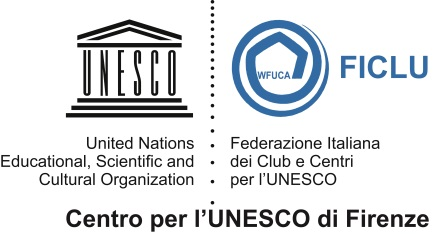 UNESCO
United Nations
Educational, Scientific and
Cultural Organization
WFUCA
FICLU
Federazione Italiana
dei Club e Centri
per l'UNESCO
Centro per l'UNESCO di Firenze